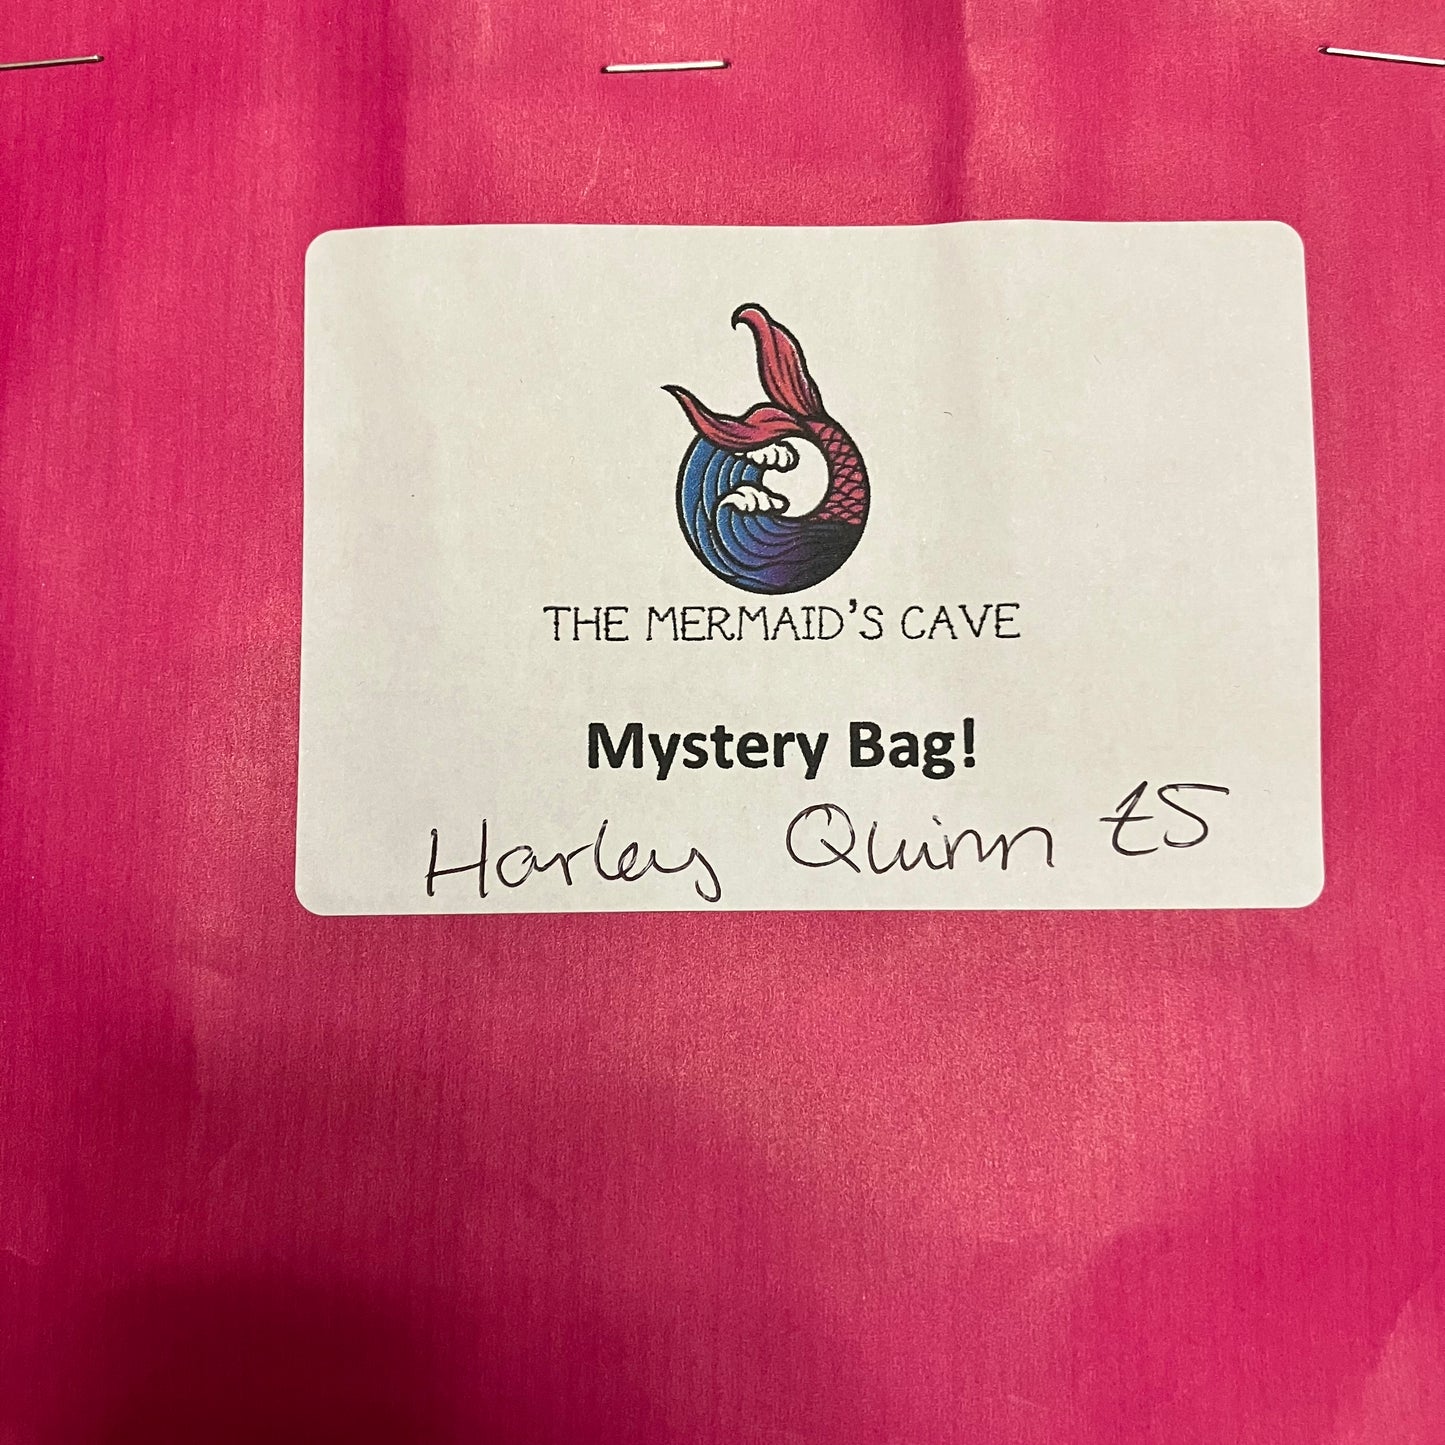 THE MERMAID'S CAVE
Mystery Bag!
Harley Quinn £5